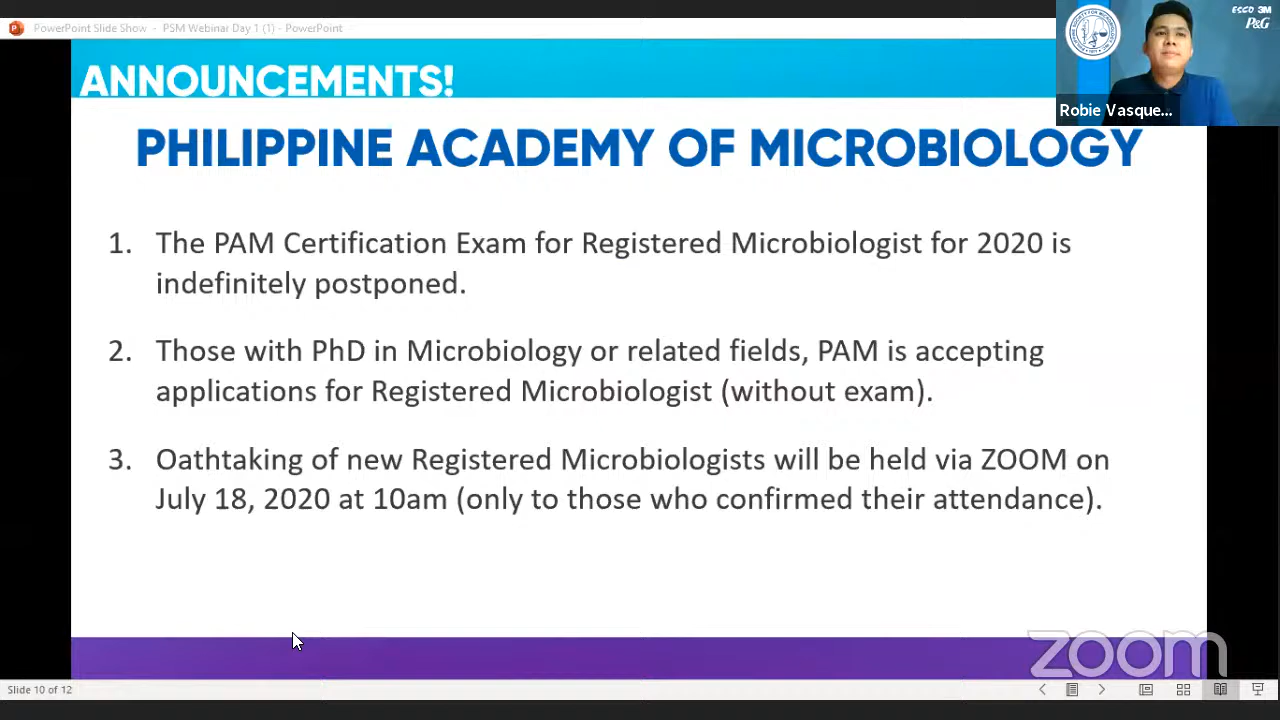 PowerPoint Slide Show - PSM Webinar Day 1 (1) - PowerPoint
ESCO 3M
P&G
Robie Vasque...
ANNOUNCEMENTS!
PHILIPPINE ACADEMY OF MICROBIOLOGY
1. The PAM Certification Exam for Registered Microbiologist for 2020 is
indefinitely postponed.
2. Those with PhD in Microbiology or related fields, PAM is accepting
applications for Registered Microbiologist (without exam).
3. Oathtaking of new Registered Microbiologists will be held via ZOOM on
July 18, 2020 at 10am (only to those who confirmed their attendance).
zoom
Slide 10 of 12